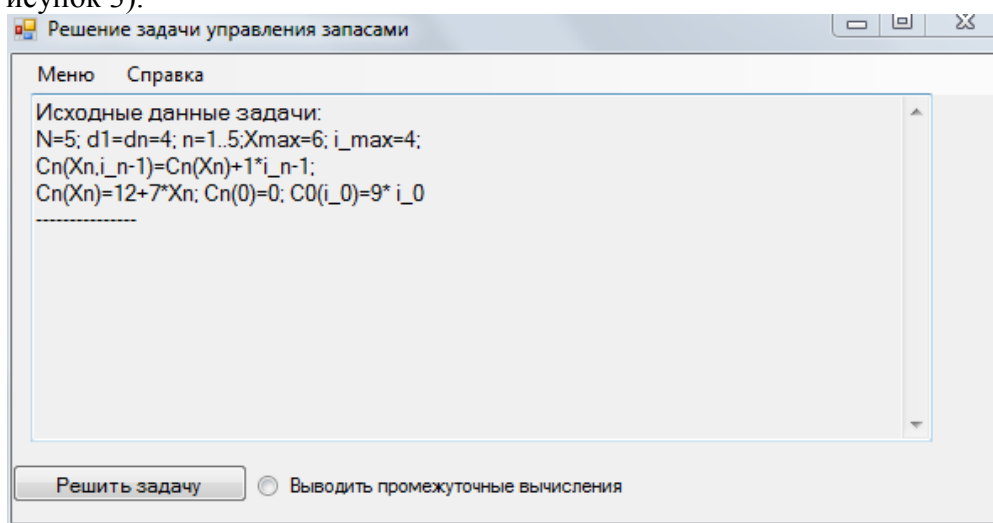 исунок 3).
Решение задачи управления запасами
Меню Справка
Исходные данные задачи:
N=5; d1=dn=4; n=1..5;Xmax=6; i_max=4;
Cn(Xn,i_n-1)=Cn(Xn)+1*i_n-1;
Cn(Xn)=12+7*Xn; Cn(0)=0; C0(i_0)=9* i_0
---------------
Решить задачу Выводить промежуточные вычисления